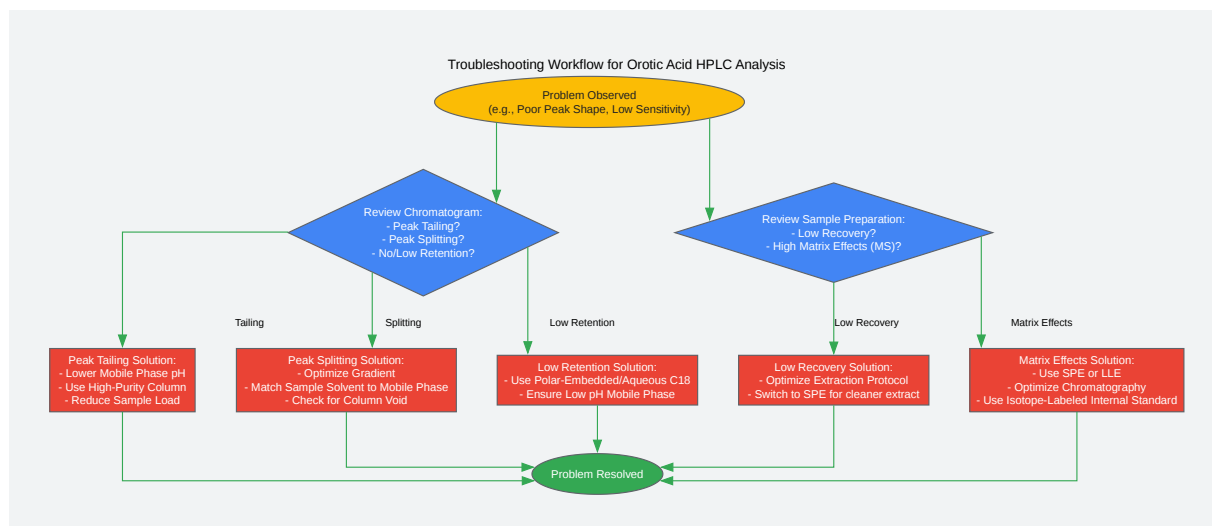 Troubleshooting Workflow for Orotic Acid HPLC Analysis
Problem Observed
(e.g., Poor Peak Shape, Low Sensitivity)
Review Chromatogram:
- Peak Tailing?
- Peak Splitting?
- No/Low Retention?
Review Sample Preparation:
- Low Recovery?
- High Matrix Effects (MS)?
Tailing
Splitting
Low Retention
Low Recovery
Matrix Effects
Peak Tailing Solution:
- Lower Mobile Phase pH
- Use High-Purity Column
- Reduce Sample Load
Peak Splitting Solution:
- Optimize Gradient
- Match Sample Solvent to Mobile Phase
- Check for Column Void
Low Retention Solution:
- Use Polar-Embedded/Aqueous C18
- Ensure Low pH Mobile Phase
Low Recovery Solution:
- Optimize Extraction Protocol
- Switch to SPE for cleaner extract
Matrix Effects Solution:
- Use SPE or LLE
- Optimize Chromatography
- Use Isotope-Labeled Internal Standard
Problem Resolved